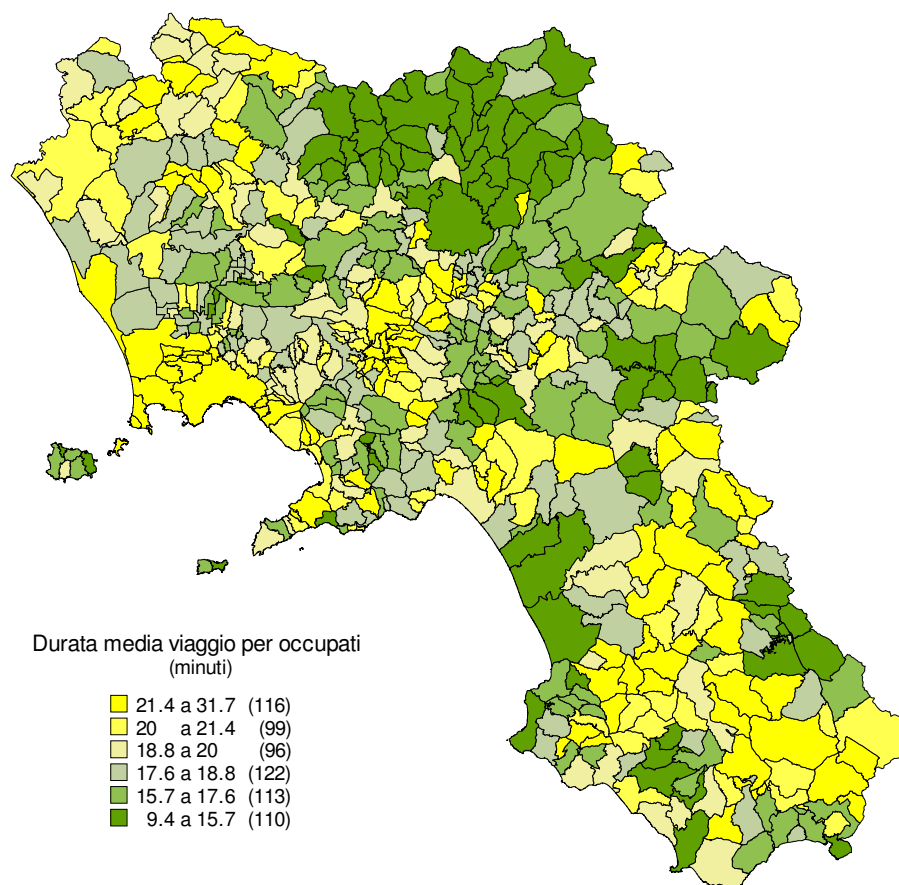 Durata media viaggio per occupati
(minuti)
21.4 a 31.7 (116)
20 a 21.4 (99)
18.8 a 20 (96)
17.6 a 18.8 (122)
15.7 a 17.6 (113)
9.4 a 15.7 (110)